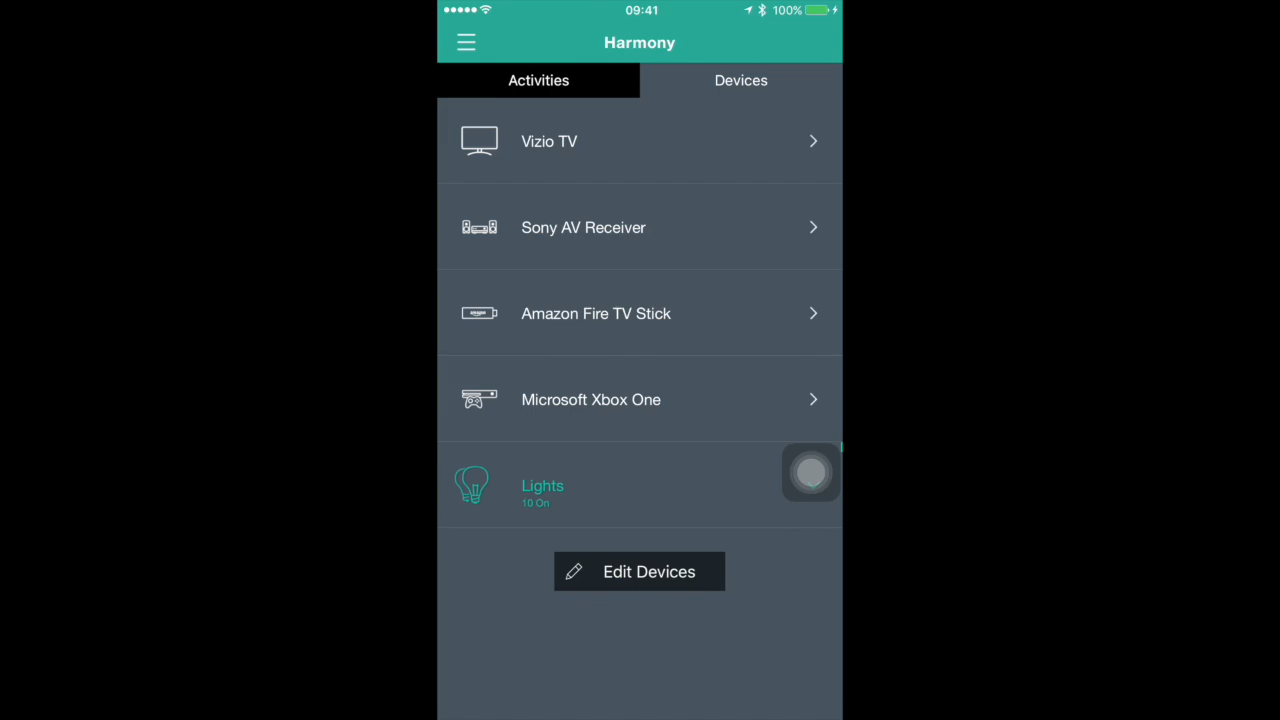 09:41
100%
Harmony
Activities
Devices
Vizio TV
Sony AV Receiver
Amazon Fire TV Stick
Microsoft Xbox One
Lights
10 On
Edit Devices